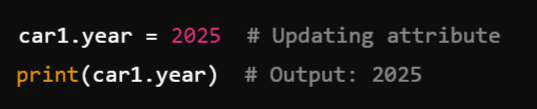 car1.year = 2025  # Updating attribute
print(car1.year)  # Output: 2025